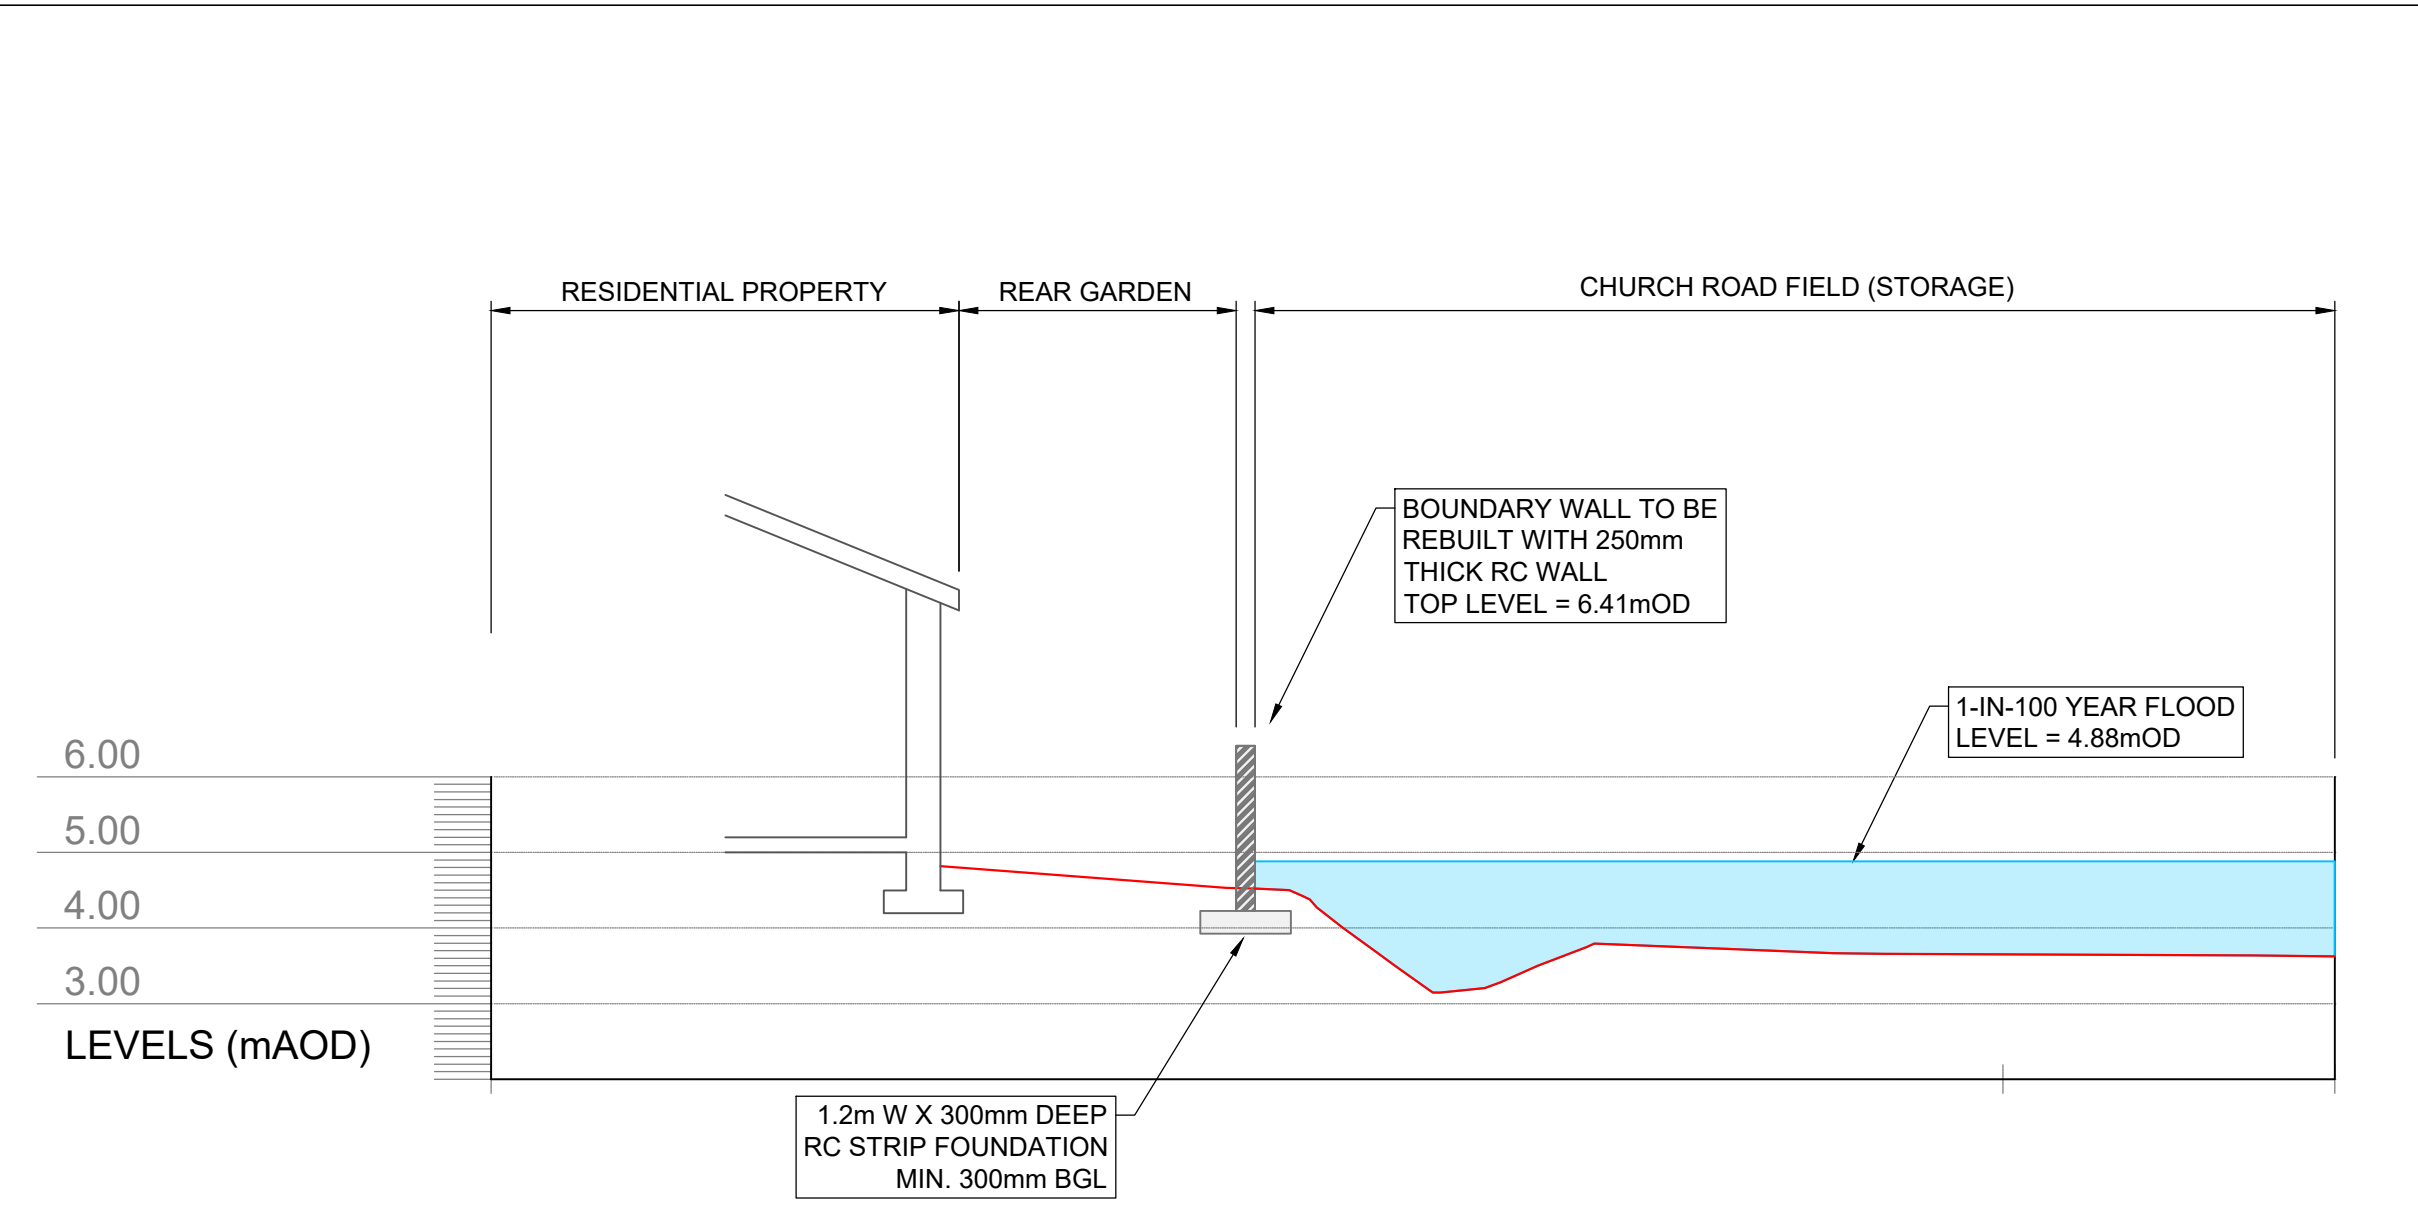 RESIDENTIAL PROPERTY
REAR GARDEN
CHURCH ROAD FIELD (STORAGE)
BOUNDARY WALL TO BE
REBUILT WITH 250mm
THICK RC WALL
TOP LEVEL = 6.41mOD
1-IN-100 YEAR FLOOD
LEVEL = 4.88mOD
6.00
5.00
4.00
3.00
LEVELS (mAOD)
1.2m W X 300mm DEEP
RC STRIP FOUNDATION
MIN. 300mm BGL